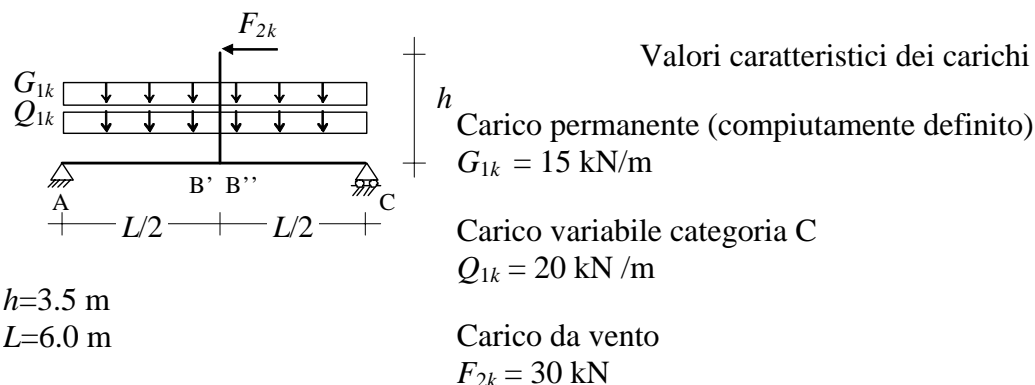 F2k
Valori caratteristici dei carichi
G1k
Q1k
h
A
B' B''
C
L/2
L/2
h=3.5 m
L=6.0 m
Carico permanente (compiutamente definito)
G1k = 15 kN/m
Carico variabile categoria C
Q1k = 20 kN /m
Carico da vento
F2k = 30 kN